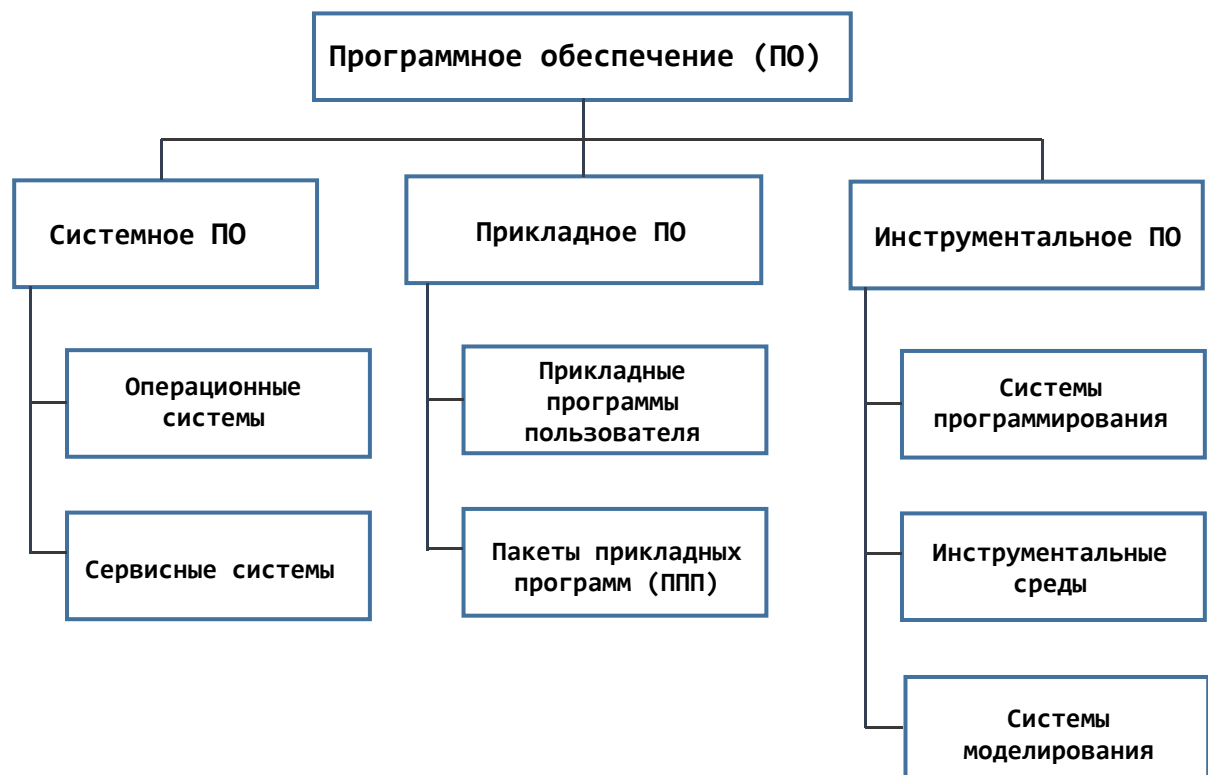 Программное обеспечение (ПО)
Системное ПО
Прикладное ПО
Инструментальное ПО
Операционные
системы
Прикладные
программы
пользователя
Системы
программирования
Сервисные системы
Пакеты прикладных
программ (ППП)
Инструментальные
среды
Системы
моделирования